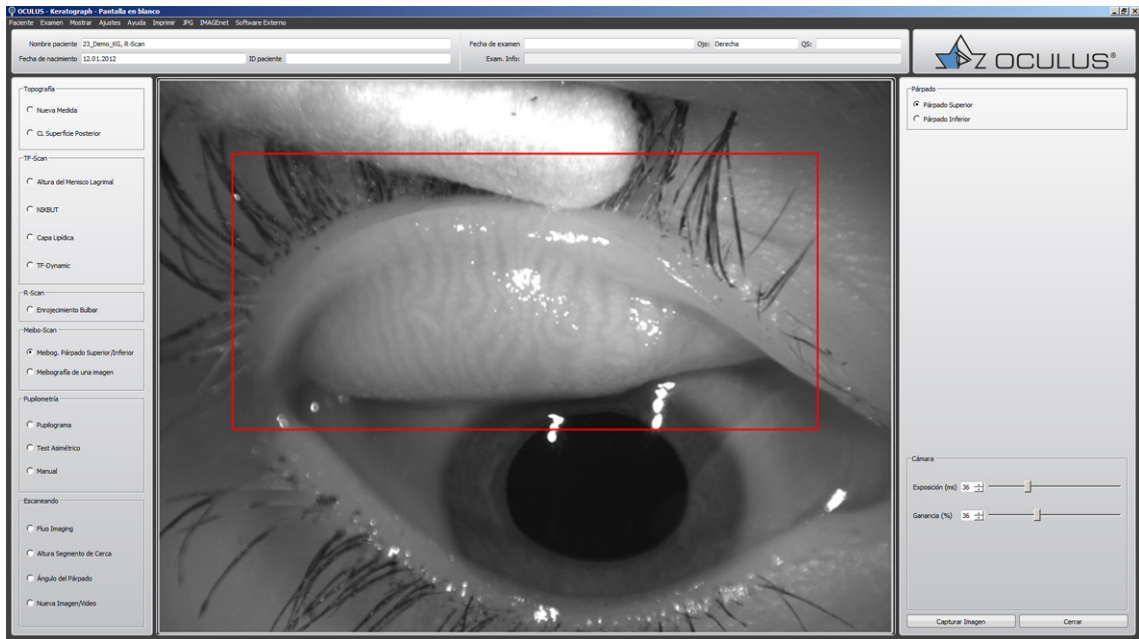 OCULUS - Keratograph - Pantalla en blanco
Paciente Examen Mostrar Ajustes Ayuda Imprimir JPG IMAGEnet Software Externo
Nombre paciente 23_Demo_KG, R-Scan
Fecha de examen Ojo: Derecha QS:
Fecha de nacimiento 12.01.2012 ID paciente
Exam. Info:
OCULUS®
Topografía
Nueva Medida
CL Superficie Posterior
TF-Scan
Altura del Menisco Lagrimal
NIKBUT
Capa Lipídica
TF-Dynamic
R-Scan
Enrojecimiento Bulbar
Meibo-Scan
Meibog. Párpado Superior/Inferior
Meibografía de una imagen
Pupilometría
Pupilograma
Test Asimétrico
Manual
Escaneando
Fluo Imaging
Altura Segmento de Cerca
Ángulo del Párpado
Nueva Imagen/Video
Párpado
Párpado Superior
Párpado Inferior
Cámara
Exposición (ms) 36
Ganancia (%) 36
Capturar Imagen Cerrar